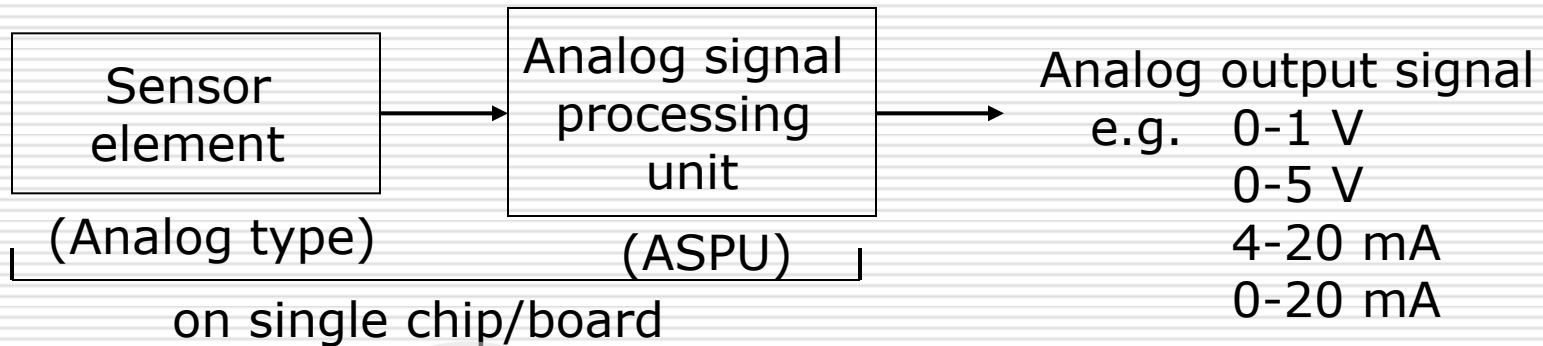 Sensor
element
(Analog type)
Analog signal
processing
unit
(ASPU)
on single chip/board
Analog output signal
e.g. 0-1 V
0-5 V
4-20 mA
0-20 mA